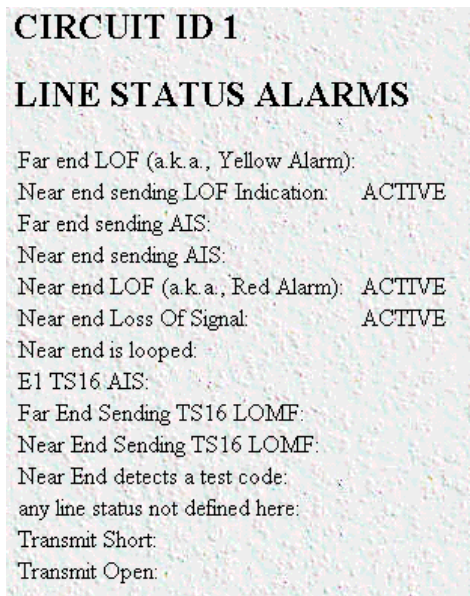 CIRCUIT ID 1
LINE STATUS ALARMS
Far end LOF (a.k.a., Yellow Alarm):
Near end sending LOF Indication: ACTIVE
Far end sending AIS:
Near end sending AIS:
Near end LOF (a.k.a., Red Alarm): ACTIVE
Near end Loss Of Signal: ACTIVE
Near end is looped:
E1 TS16 AIS:
Far End Sending TS16 LOMF:
Near End Sending TS16 LOMF:
Near End detects a test code:
any line status not defined here:
Transmit Short:
Transmit Open: